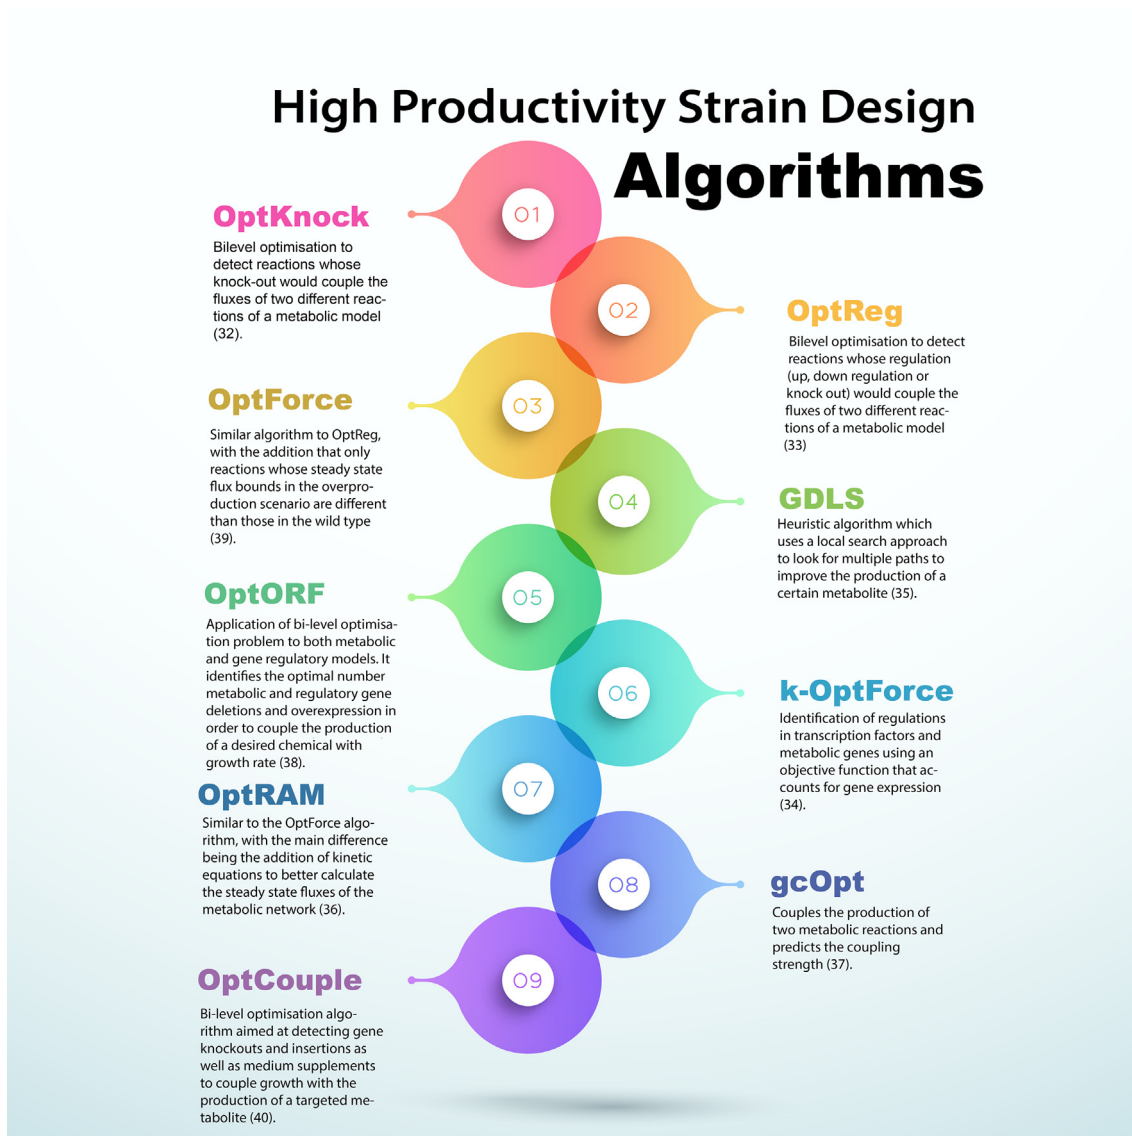 High Productivity Strain Design
Algorithms
01
OptKnock
Bilevel optimisation to
detect reactions whose
knock-out would couple the
fluxes of two different reac-
tions of a metabolic model
(32).
02
OptReg
Bilevel optimisation to detect
reactions whose regulation
(up, down regulation or
knock out) would couple the
fluxes of two different reac-
tions of a metabolic model
(33)
03
OptForce
Similar algorithm to OptReg,
with the addition that only
reactions whose steady state
flux bounds in the overpro-
duction scenario are different
than those in the wild type
(39).
04
GDLS
Heuristic algorithm which
uses a local search approach
to look for multiple paths to
improve the production of a
certain metabolite (35).
05
OptORF
Application of bi-level optimisa-
tion problem to both metabolic
and gene regulatory models. It
identifies the optimal number
metabolic and regulatory gene
deletions and overexpression in
order to couple the production
of a desired chemical with
growth rate (38).
06
k-OptForce
Identification of regulations
in transcription factors and
metabolic genes using an
objective function that ac-
counts for gene expression
(34).
07
OptRAM
Similar to the OptForce algo-
rithm, with the main difference
being the addition of kinetic
equations to better calculate
the steady state fluxes of the
metabolic network (36).
08
gcOpt
Couples the production of
two metabolic reactions and
predicts the coupling
strength (37).
09
OptCouple
Bi-level optimisation algo-
rithm aimed at detecting gene
knockouts and insertions as
well as medium supplements
to couple growth with the
production of a targeted me-
tabolite (40).